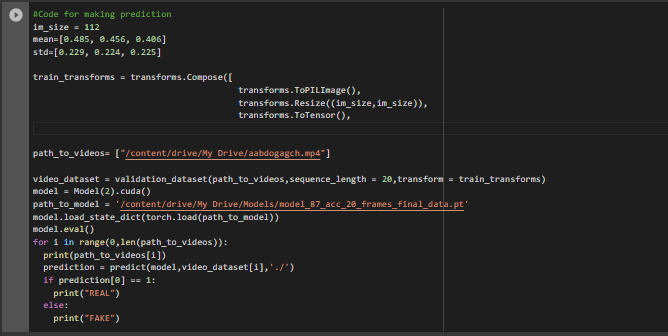 #Code for making prediction
im_size = 112
mean=[0.485, 0.456, 0.406]
std=[0.229, 0.224, 0.225]
train_transforms = transforms.Compose([
transforms.ToPILImage(),
transforms.Resize((im_size,im_size)),
transforms.ToTensor(),
path_to_videos= ["/content/drive/My Drive/aabdogagch.mp4"]
video_dataset = validation_dataset(path_to_videos,sequence_length = 20,transform = train_transforms)
model = Model(2).cuda()
path_to_model = '/content/drive/My Drive/Models/model_87_acc_20_frames_final_data.pt'
model.load_state_dict(torch.load(path_to_model))
model.eval()
for i in range(0,len(path_to_videos)):
print(path_to_videos[i])
prediction = predict(model,video_dataset[i],'./')
if prediction[0] == 1:
print("REAL")
else:
print("FAKE")